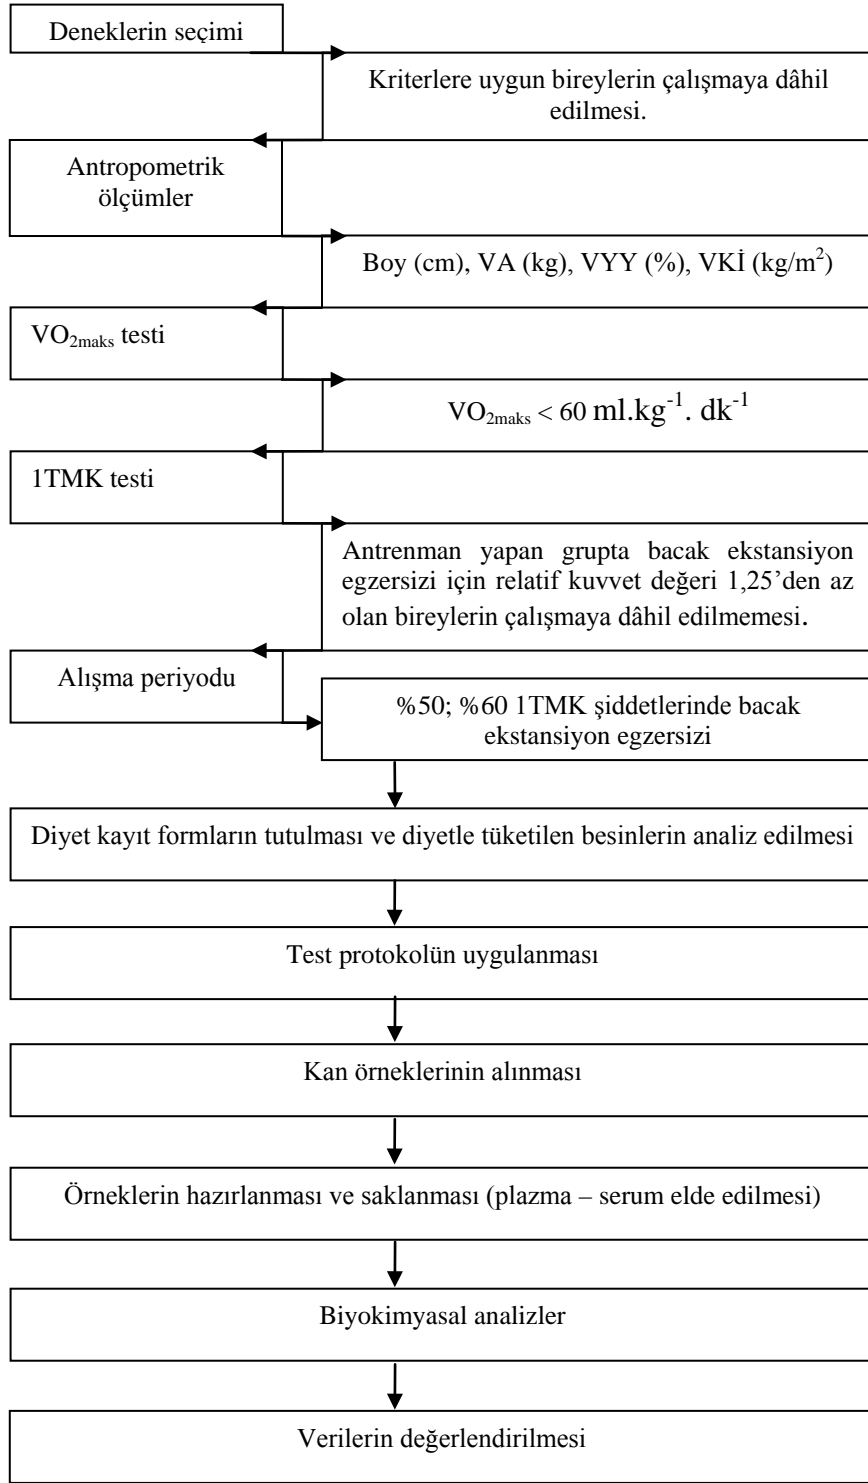 Deneklerin seçimi
Kriterlere uygun bireylerin çalışmaya dâhil
edilmesi.
Antropometrik
ölçümler
Boy (cm), VA (kg), VYY (%), VKİ (kg/m²)
VO₂maks testi
VO₂maks < 60 ml.kg⁻¹. dk⁻¹
1TMK testi
Antrenman yapan grupta bacak ekstansiyon
egzersizi için relatif kuvvet değeri 1,25’den az
olan bireylerin çalışmaya dâhil edilmemesi.
Alışma periyodu
%50; %60 1TMK şiddetlerinde bacak
ekstansiyon egzersizi
Diyet kayıt formların tutulması ve diyetle tüketilen besinlerin analiz edilmesi
Test protokolün uygulanması
Kan örneklerinin alınması
Örneklerin hazırlanması ve saklanması (plazma – serum elde edilmesi)
Biyokimyasal analizler
Verilerin değerlendirilmesi